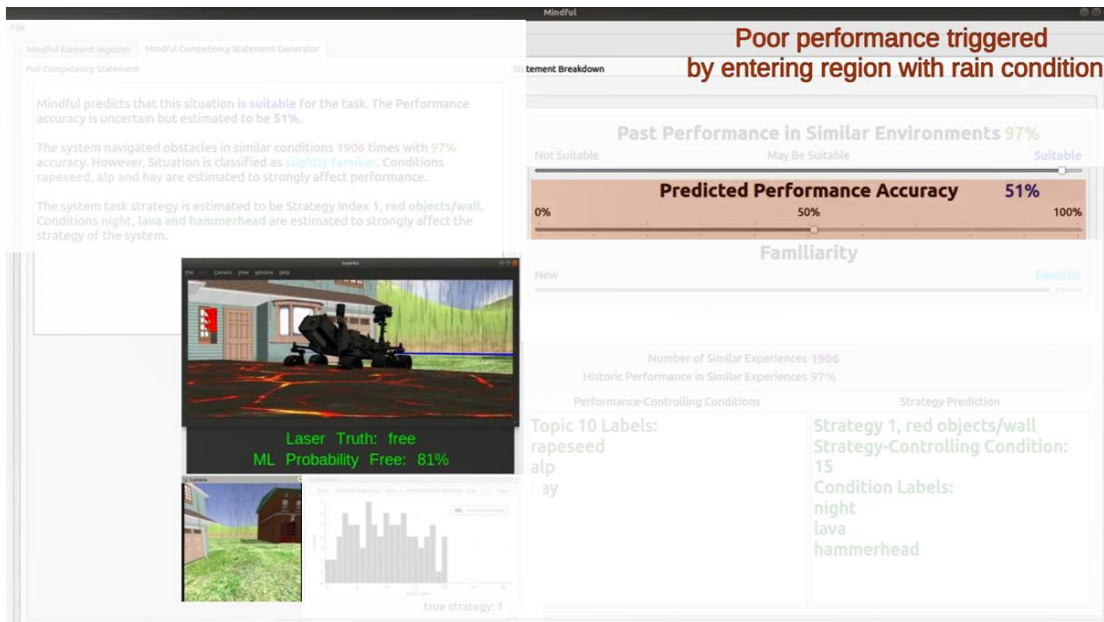 Mindful
File
Mindful Element Ingester
Mindful Competency Statement Generator
Full Competency Statement
Mindful predicts that this situation is suitable for the task. The Performance
accuracy is uncertain but estimated to be 51%.
The system navigated obstacles in similar conditions 1906 times with 97%
accuracy. However, Situation is classified as slightly familiar. Conditions
rapeseed, alp and hay are estimated to strongly affect performance.
The system task strategy is estimated to be Strategy Index 1, red objects/wall.
Conditions night, lava and hammerhead are estimated to strongly affect the
strategy of the system.
Poor performance triggered
by entering region with rain condition
tement Breakdown
Past Performance in Similar Environments 97%
Not Suitable May Be Suitable Suitable
Predicted Performance Accuracy 51%
0% 50% 100%
Familiarity
New Familiar
Number of Similar Experiences 1906
Historic Performance in Similar Experiences 97%
Performance-Controlling Conditions
Topic 10 Labels:
rapeseed
alp
hay
Strategy Prediction
Strategy 1, red objects/wall
Strategy-Controlling Condition:
15
Condition Labels:
night
lava
hammerhead
Gazebo
File Edit Camera View Window Help
Laser Truth: free
ML Probability Free: 81%
Camera
true strategy: 1